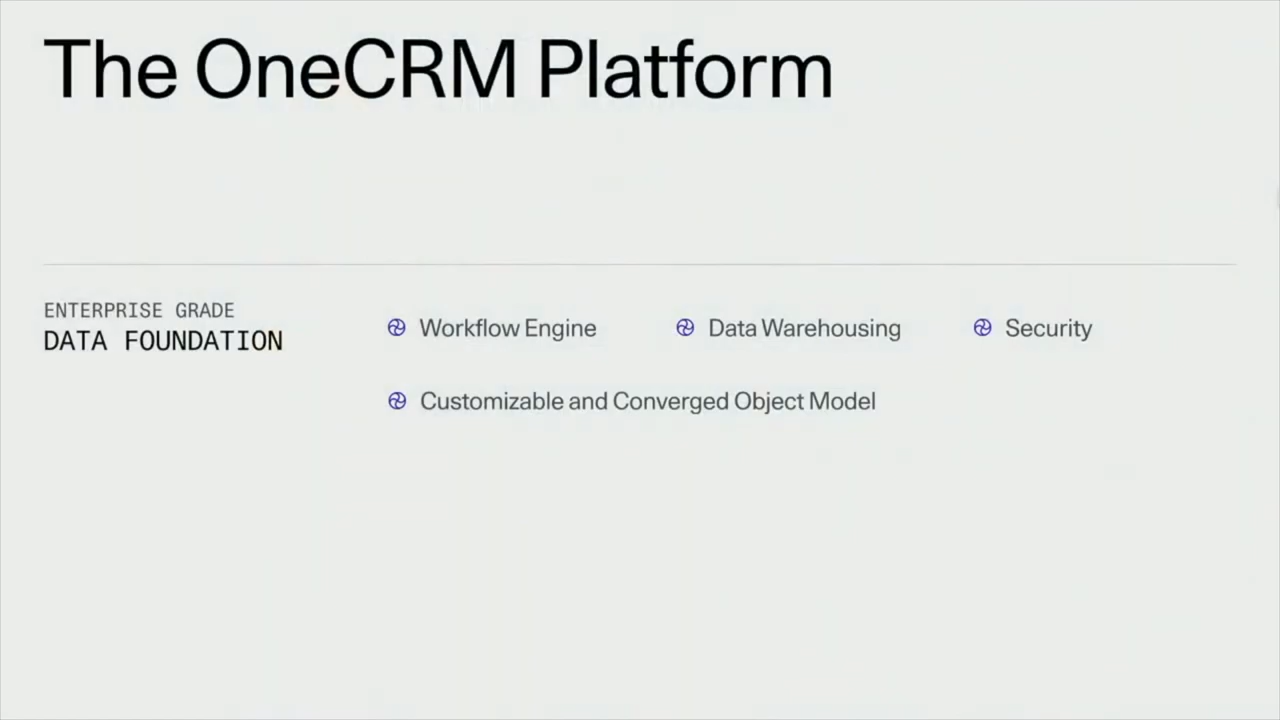 The OneCRM Platform
ENTERPRISE GRADE
DATA FOUNDATION
Workflow Engine
Data Warehousing
Security
Customizable and Converged Object Model